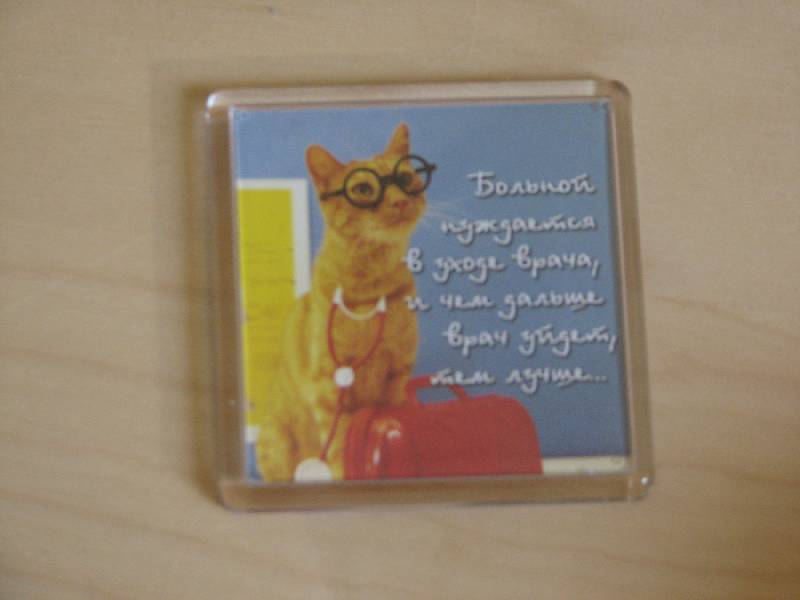 Больной
нуждается
в уходе врача,
и чем дальше
врач уйдет,
тем лучше...